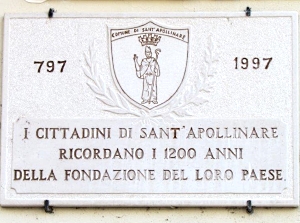 COMUNE DI SANT'APOLLINARE
797 1997
I CITTADINI DI SANT'APOLLINARE
RICORDANO I 1200 ANNI
DELLA FONDAZIONE DEL LORO PAESE